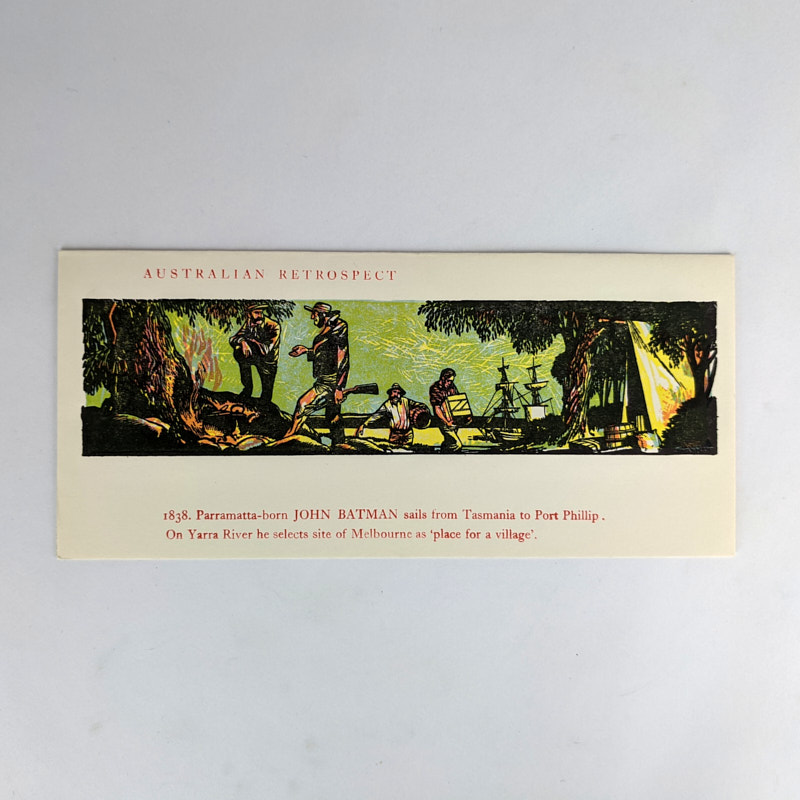 AUSTRALIAN RETROSPECT
1838. Parramatta-born JOHN BATMAN sails from Tasmania to Port Phillip.
On Yarra River he selects site of Melbourne as ‘place for a village’.